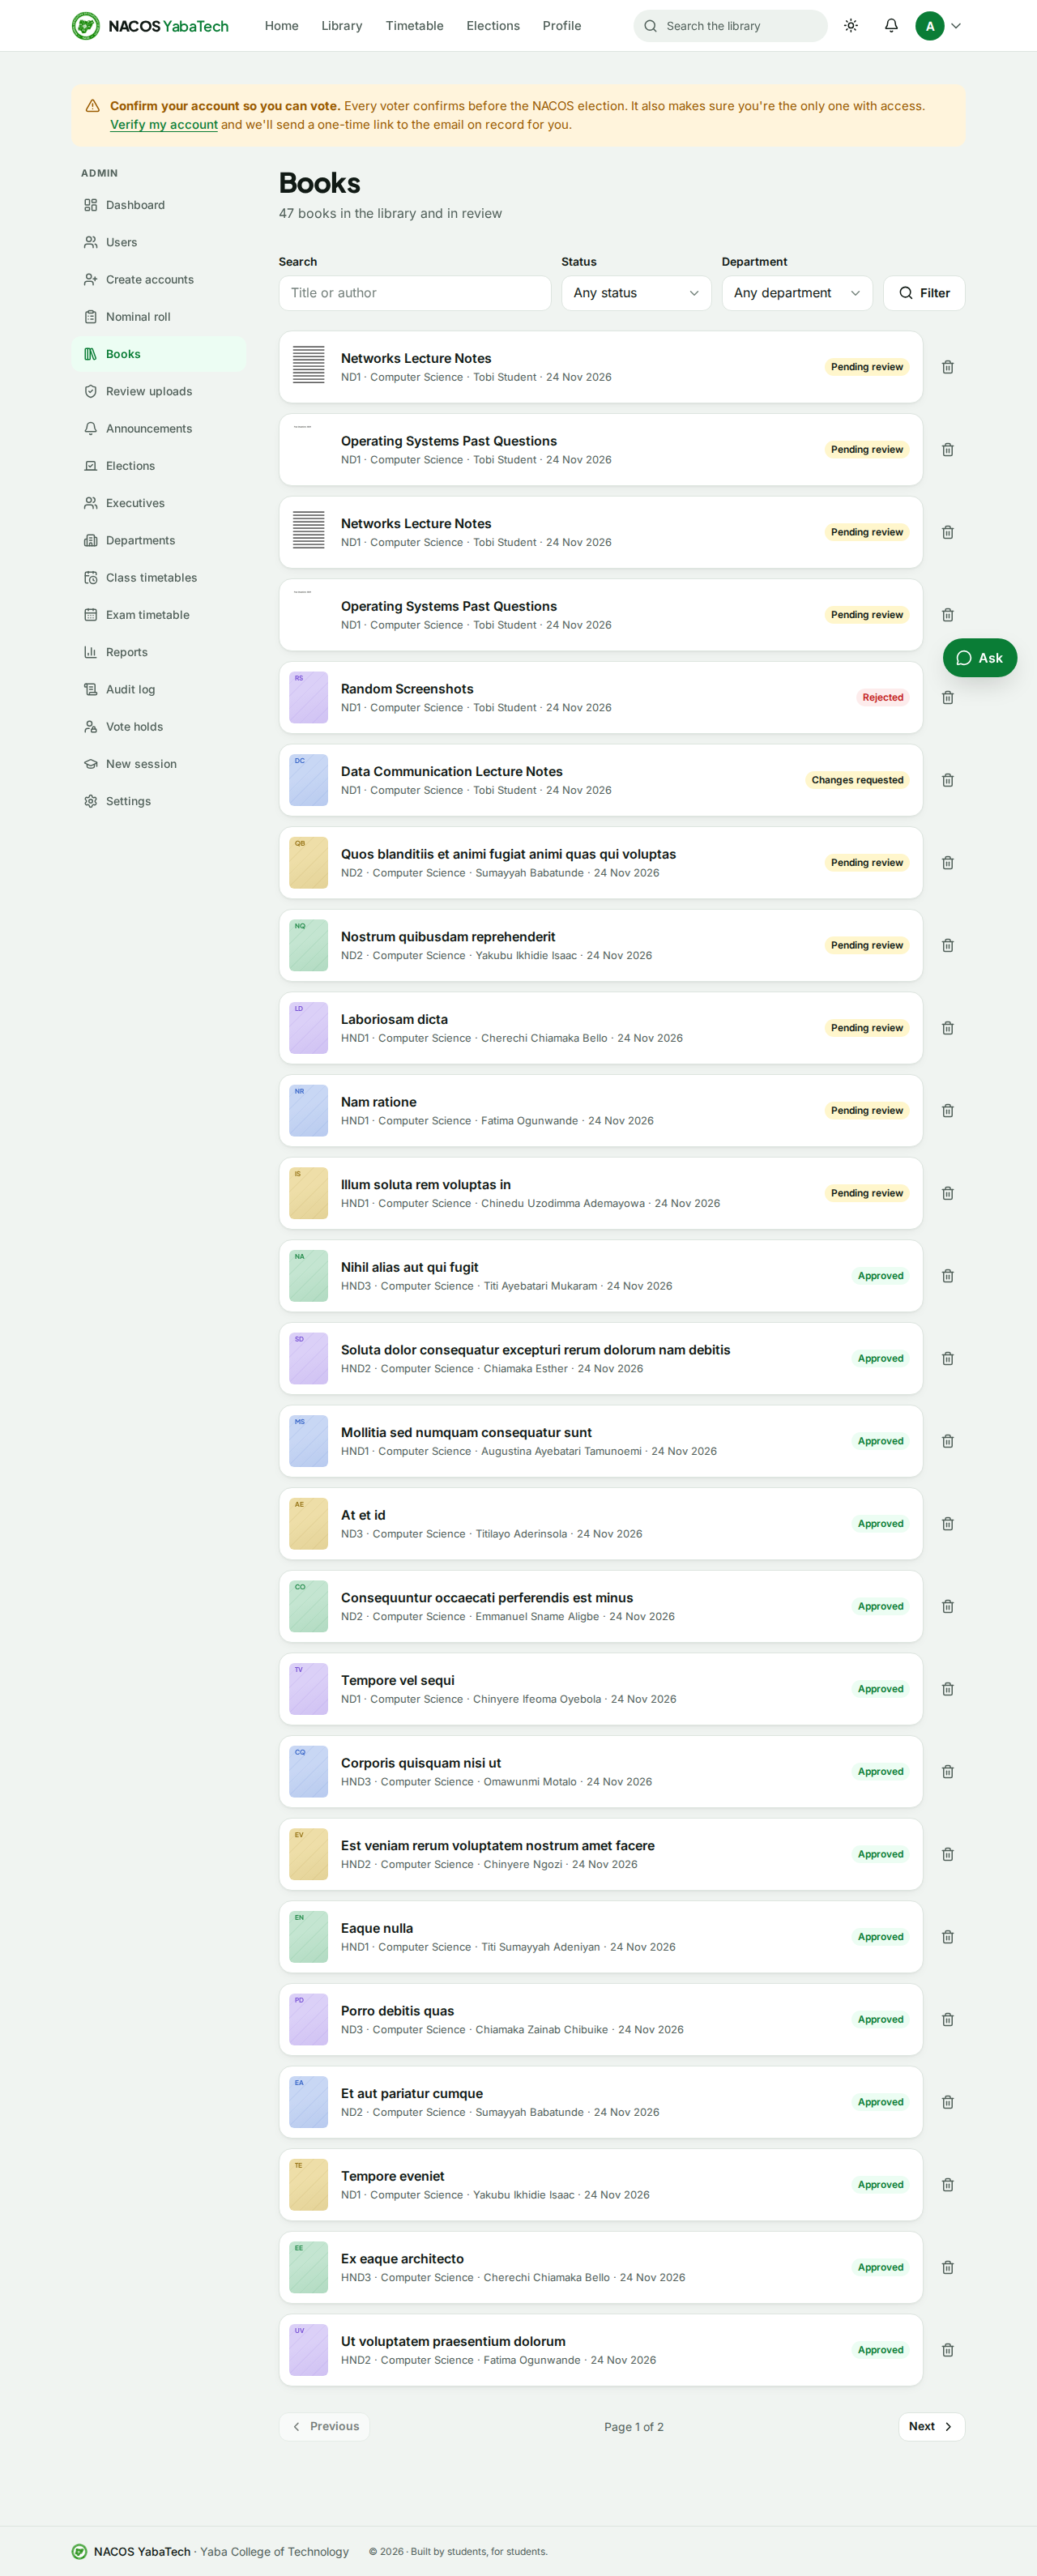 NACOS YabaTech
Home
Library
Timetable
Elections
Profile
Search the library
A
Confirm your account so you can vote. Every voter confirms before the NACOS election. It also makes sure you're the only one with access.
Verify my account and we'll send a one-time link to the email on record for you.
ADMIN
Dashboard
Users
Create accounts
Nominal roll
Books
Review uploads
Announcements
Elections
Executives
Departments
Class timetables
Exam timetable
Reports
Audit log
Vote holds
New session
Settings
Books
47 books in the library and in review
Search
Status
Department
Title or author
Any status
Any department
Filter
Networks Lecture Notes
ND1 · Computer Science · Tobi Student · 24 Nov 2026
Pending review
Operating Systems Past Questions
ND1 · Computer Science · Tobi Student · 24 Nov 2026
Pending review
Networks Lecture Notes
ND1 · Computer Science · Tobi Student · 24 Nov 2026
Pending review
Operating Systems Past Questions
ND1 · Computer Science · Tobi Student · 24 Nov 2026
Pending review
Ask
RS
Random Screenshots
ND1 · Computer Science · Tobi Student · 24 Nov 2026
Rejected
DC
Data Communication Lecture Notes
ND1 · Computer Science · Tobi Student · 24 Nov 2026
Changes requested
QB
Quos blanditiis et animi fugiat animi quas qui voluptas
ND2 · Computer Science · Sumayyah Babatunde · 24 Nov 2026
Pending review
NQ
Nostrum quibusdam reprehenderit
ND2 · Computer Science · Yakubu Ikhidie Isaac · 24 Nov 2026
Pending review
LD
Laboriosam dicta
HND1 · Computer Science · Cherechi Chiamaka Bello · 24 Nov 2026
Pending review
NR
Nam ratione
HND1 · Computer Science · Fatima Ogunwande · 24 Nov 2026
Pending review
IS
Illum soluta rem voluptas in
HND1 · Computer Science · Chinedu Uzodimma Ademayowa · 24 Nov 2026
Pending review
NA
Nihil alias aut qui fugit
HND3 · Computer Science · Titi Ayebatari Mukaram · 24 Nov 2026
Approved
SD
Soluta dolor consequatur excepturi rerum dolorum nam debitis
HND2 · Computer Science · Chiamaka Esther · 24 Nov 2026
Approved
MS
Mollitia sed numquam consequatur sunt
HND1 · Computer Science · Augustina Ayebatari Tamunoemi · 24 Nov 2026
Approved
AE
At et id
ND3 · Computer Science · Titilayo Aderinsola · 24 Nov 2026
Approved
CO
Consequuntur occaecati perferendis est minus
ND2 · Computer Science · Emmanuel Sname Aligbe · 24 Nov 2026
Approved
TV
Tempore vel sequi
ND1 · Computer Science · Chinyere Ifeoma Oyebola · 24 Nov 2026
Approved
CQ
Corporis quisquam nisi ut
HND3 · Computer Science · Omawunmi Motalo · 24 Nov 2026
Approved
EV
Est veniam rerum voluptatem nostrum amet facere
HND2 · Computer Science · Chinyere Ngozi · 24 Nov 2026
Approved
EN
Eaque nulla
HND1 · Computer Science · Titi Sumayyah Adeniyan · 24 Nov 2026
Approved
PD
Porro debitis quas
ND3 · Computer Science · Chiamaka Zainab Chibuike · 24 Nov 2026
Approved
EA
Et aut pariatur cumque
ND2 · Computer Science · Sumayyah Babatunde · 24 Nov 2026
Approved
TE
Tempore eveniet
ND1 · Computer Science · Yakubu Ikhidie Isaac · 24 Nov 2026
Approved
EE
Ex eaque architecto
HND3 · Computer Science · Cherechi Chiamaka Bello · 24 Nov 2026
Approved
UV
Ut voluptatem praesentium dolorum
HND2 · Computer Science · Fatima Ogunwande · 24 Nov 2026
Approved
Previous
Page 1 of 2
Next
NACOS YabaTech · Yaba College of Technology
© 2026 · Built by students, for students.